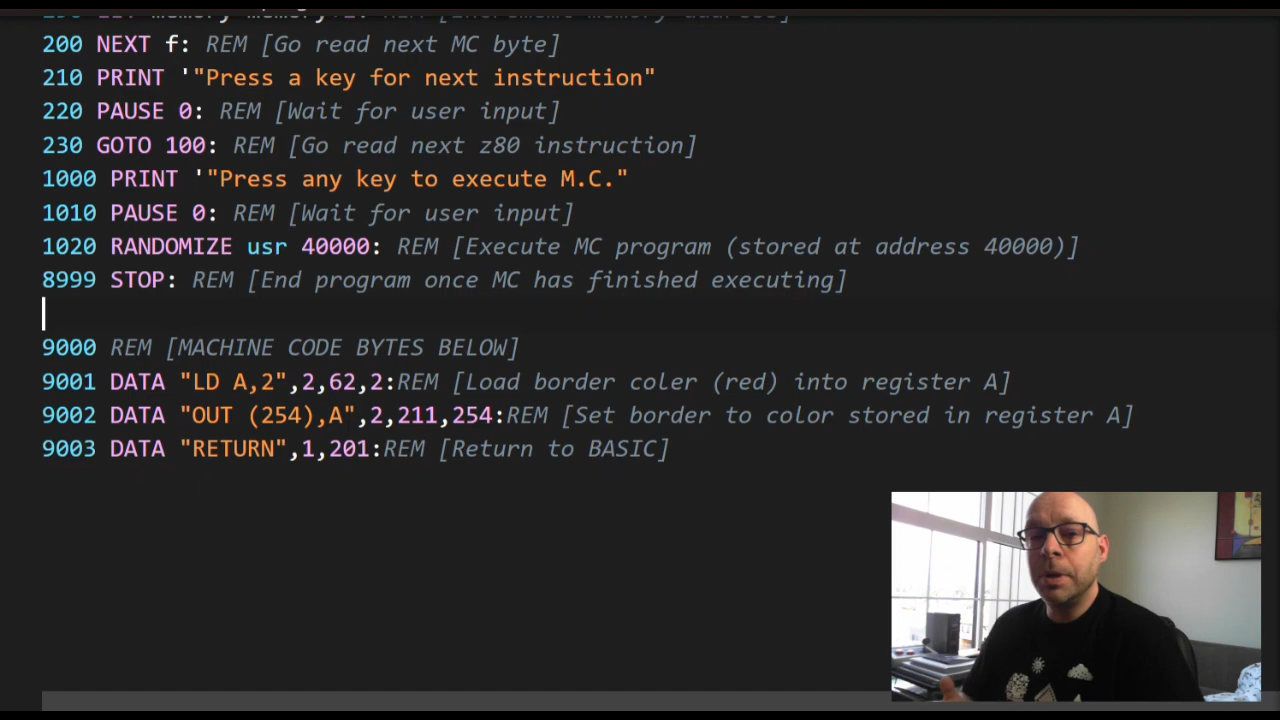 200 NEXT f: REM [Go read next MC byte]
210 PRINT '"Press a key for next instruction"
220 PAUSE 0: REM [Wait for user input]
230 GOTO 100: REM [Go read next z80 instruction]
1000 PRINT '"Press any key to execute M.C."
1010 PAUSE 0: REM [Wait for user input]
1020 RANDOMIZE usr 40000: REM [Execute MC program (stored at address 40000)]
8999 STOP: REM [End program once MC has finished executing]
9000 REM [MACHINE CODE BYTES BELOW]
9001 DATA "LD A,2",2,62,2:REM [Load border coler (red) into register A]
9002 DATA "OUT (254),A",2,211,254:REM [Set border to color stored in register A]
9003 DATA "RETURN",1,201:REM [Return to BASIC]